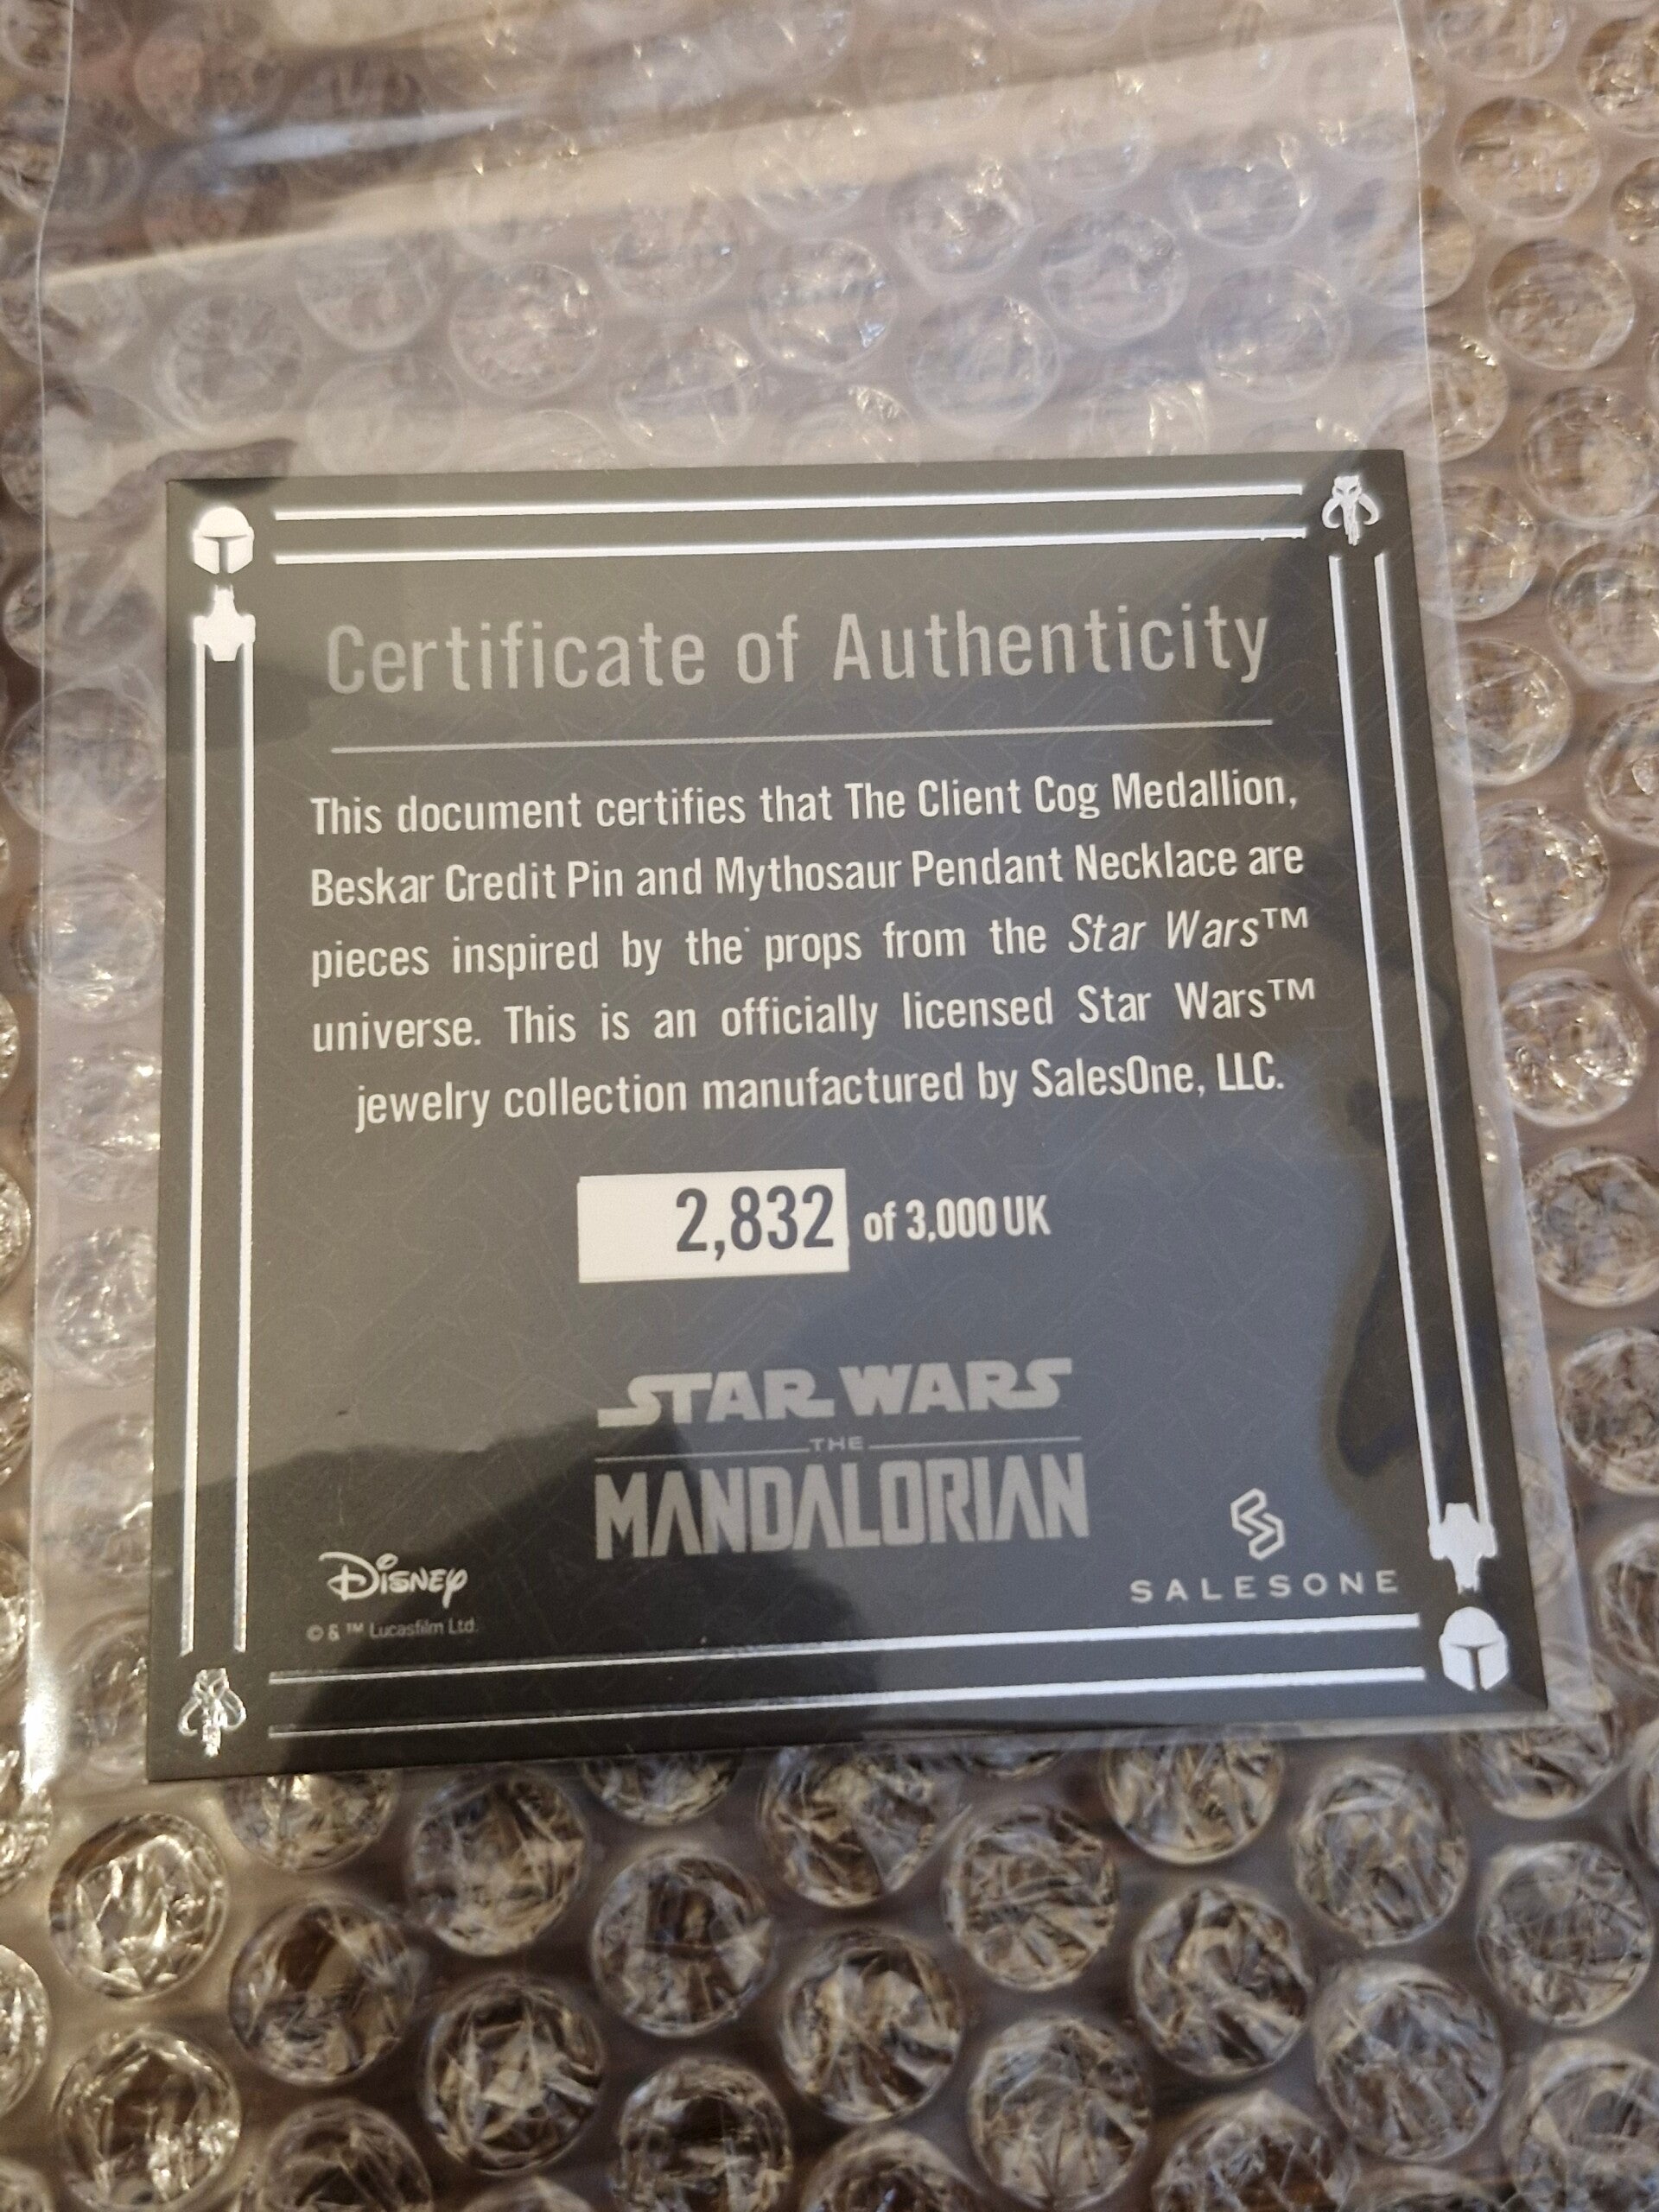 Certificate of Authenticity
This document certifies that The Client Cog Medallion,
Beskar Credit Pin and Mythosaur Pendant Necklace are
pieces inspired by the props from the Star Wars™
universe. This is an officially licensed Star Wars™
jewelry collection manufactured by SalesOne, LLC.
2,832 of 3,000 UK
STAR WARS
THE
MANDALORIAN
Disney
© & ™ Lucasfilm Ltd.
SALESONE